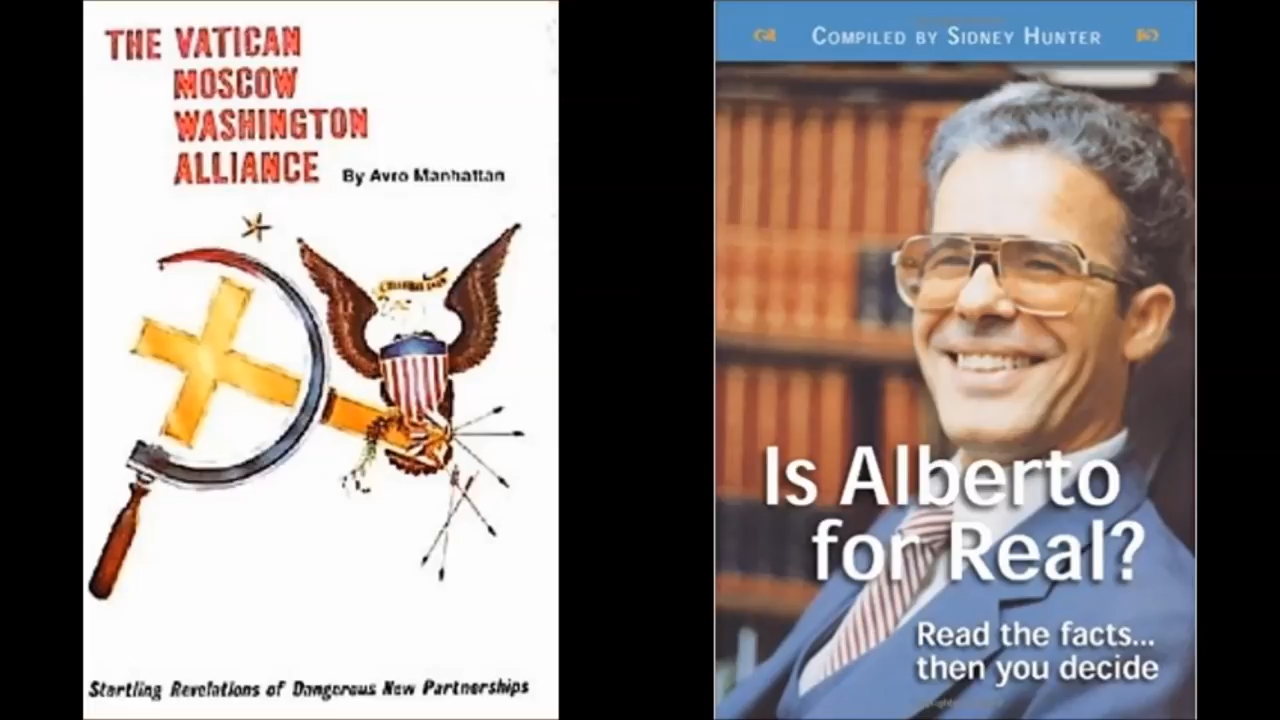 THE VATICAN
MOSCOW
WASHINGTON
ALLIANCE
By Avro Manhattan
Startling Revelations of Dangerous New Partnerships
COMPILED BY SIDNEY HUNTER
Is Alberto
for Real?
Read the facts...
then you decide